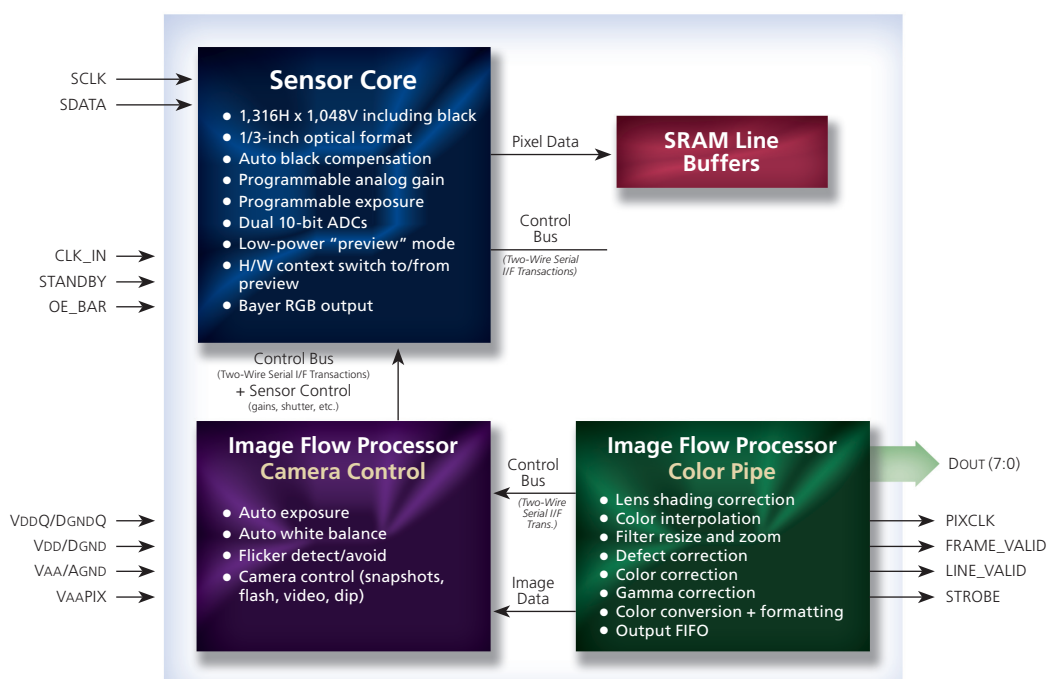 SCLK
SDATA
CLK_IN
STANDBY
OE_BAR
Sensor Core
● 1,316H x 1,048V including black
● 1/3-inch optical format
● Auto black compensation
● Programmable analog gain
● Programmable exposure
● Dual 10-bit ADCs
● Low-power “preview” mode
● H/W context switch to/from
preview
● Bayer RGB output
Pixel Data
SRAM Line
Buffers
Control
Bus
(Two-Wire Serial
I/F Transactions)
Control Bus
(Two-Wire Serial I/F Transactions)
+ Sensor Control
(gains, shutter, etc.)
VDDQ/DGNDQ
VDD/DGND
VAA/AGND
VAAPIX
Image Flow Processor
Camera Control
● Auto exposure
● Auto white balance
● Flicker detect/avoid
● Camera control (snapshots,
flash, video, dip)
Control
Bus
(Two-Wire
Serial I/F
Trans.)
Image
Data
Image Flow Processor
Color Pipe
● Lens shading correction
● Color interpolation
● Filter resize and zoom
● Defect correction
● Color correction
● Gamma correction
● Color conversion + formatting
● Output FIFO
DOUT (7:0)
PIXCLK
FRAME_VALID
LINE_VALID
STROBE